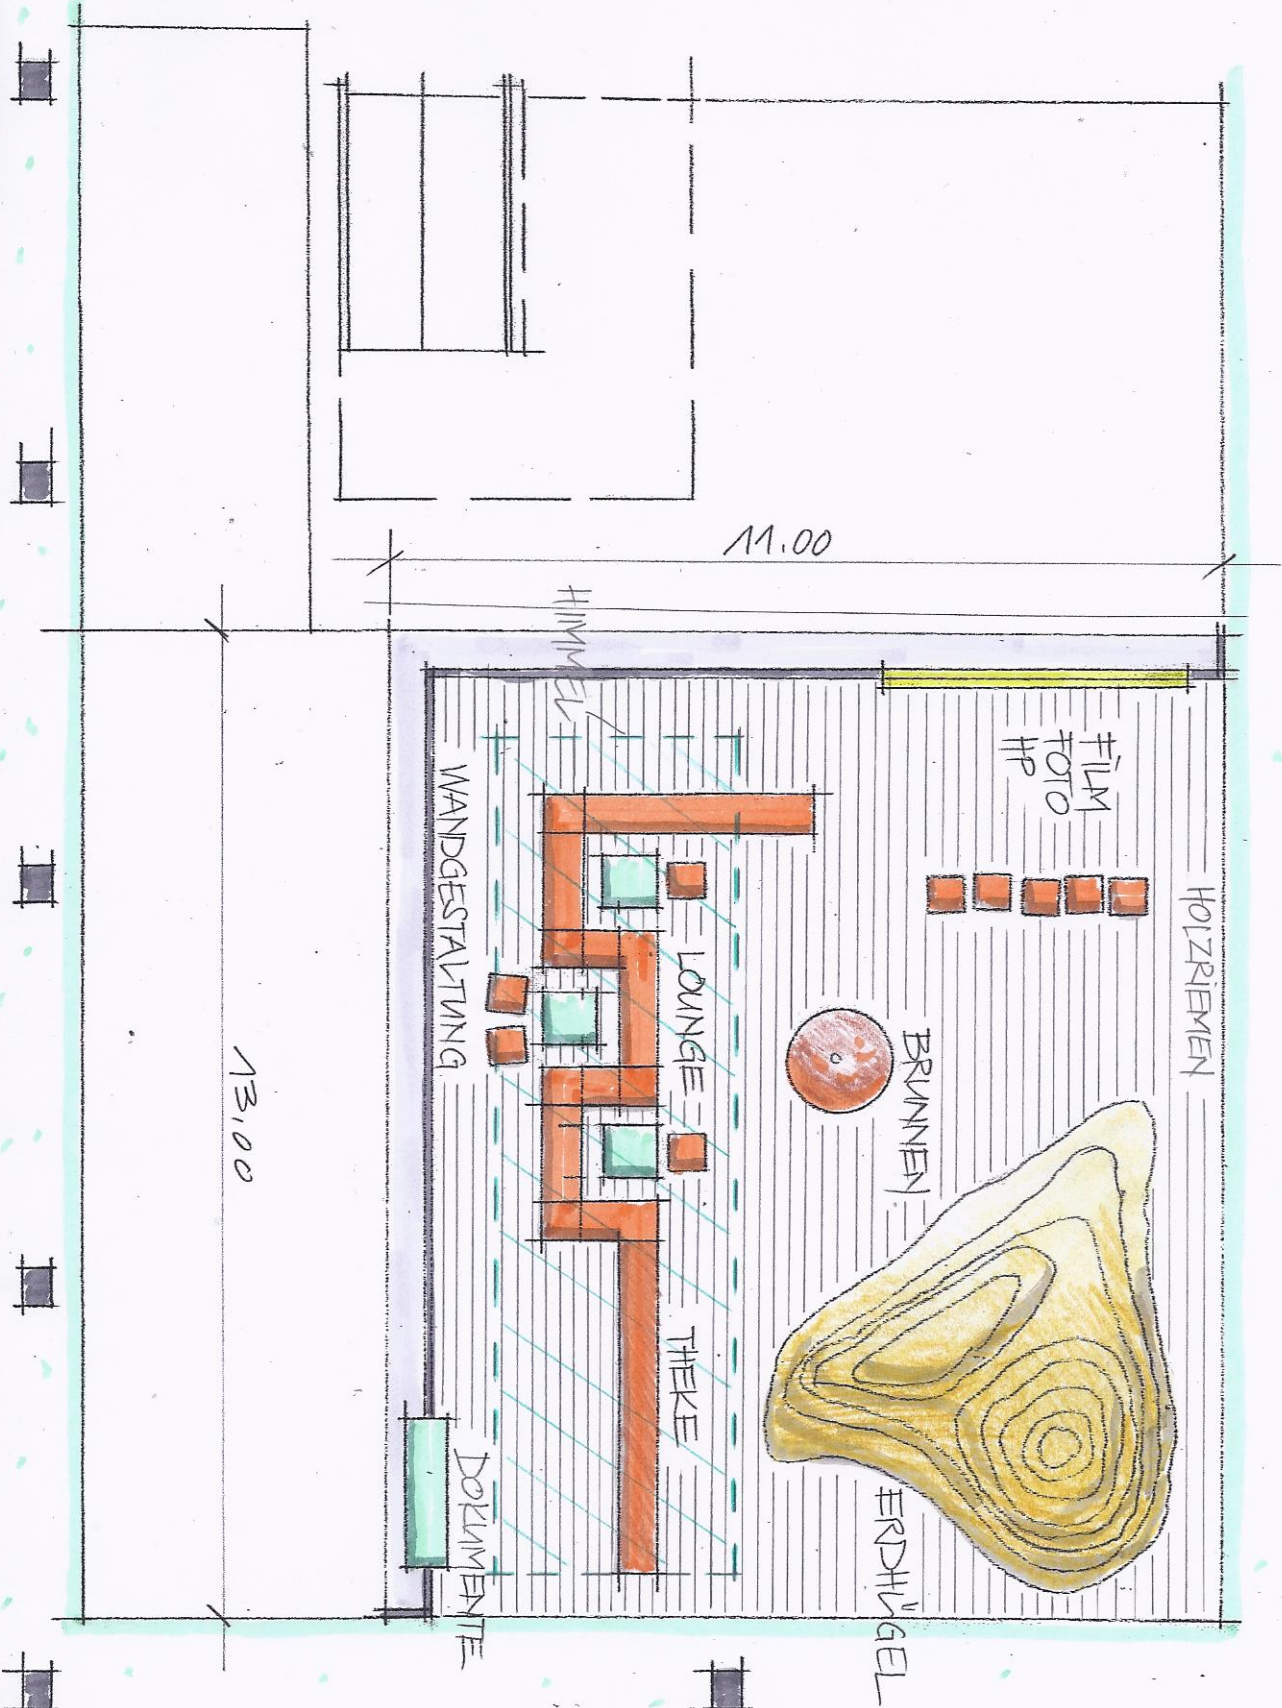 11.00
HIMMEL
FILM
FOTO
HP
WANDGESTALTUNG
HOLZRIEMEN
LOUNGE
BRUNNEN
13.00
THEKE
DOKUMENTE
ERDHÜGEL